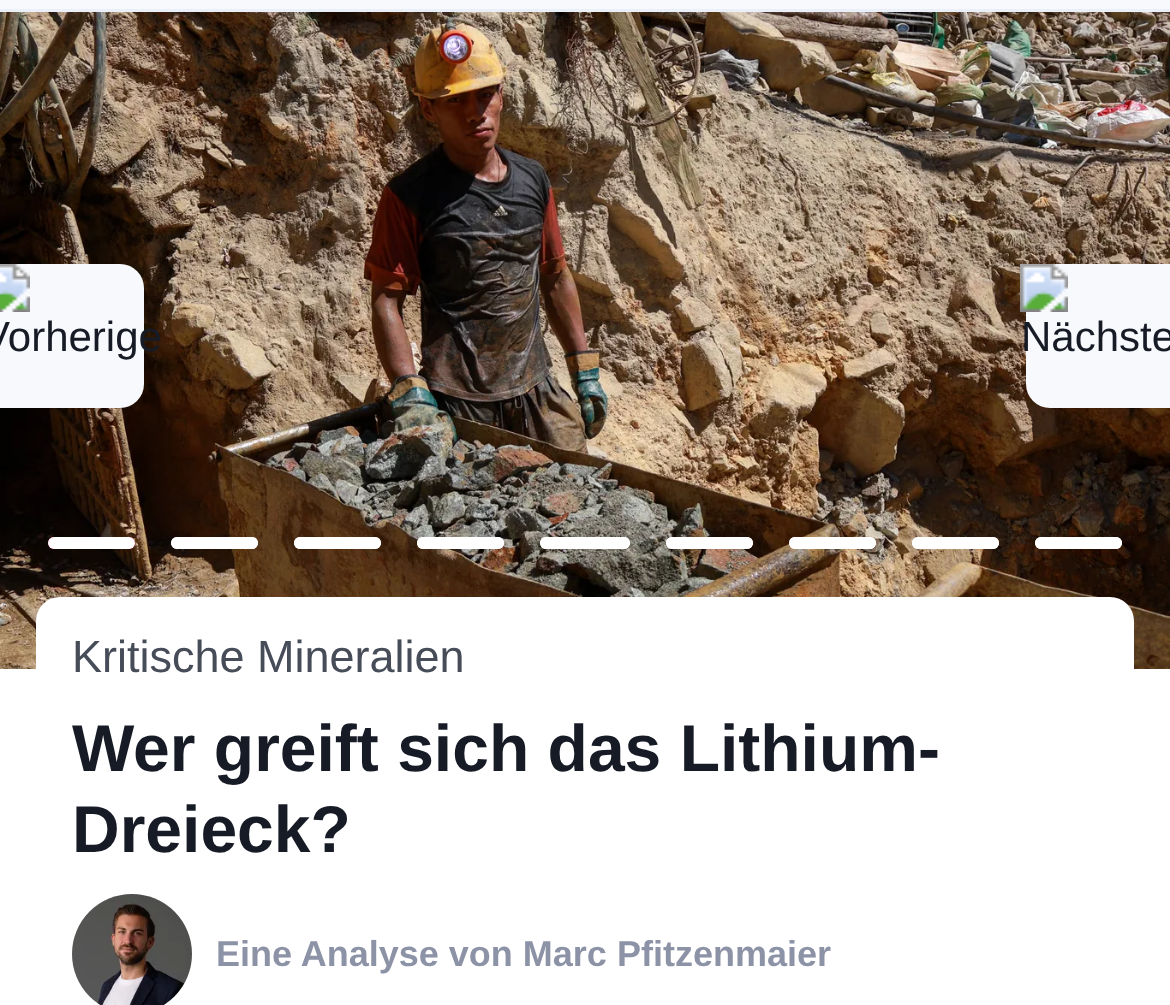 Vorherige
Nächste
Kritische Mineralien
Wer greift sich das Lithium-
Dreieck?
Eine Analyse von Marc Pfitzenmaier